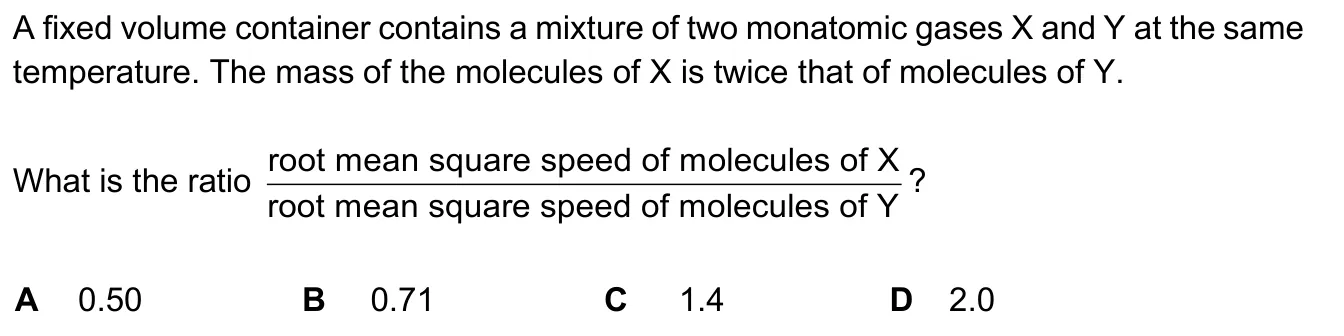 A fixed volume container contains a mixture of two monatomic gases X and Y at the same
temperature. The mass of the molecules of X is twice that of molecules of Y.
What is the ratio root mean square speed of molecules of X
root mean square speed of molecules of Y ?
A 0.50 B 0.71 C 1.4 D 2.0